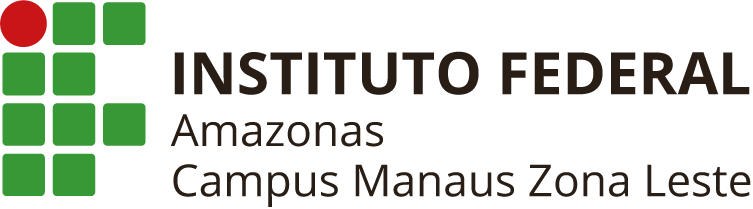 INSTITUTO FEDERAL
Amazonas
Campus Manaus Zona Leste